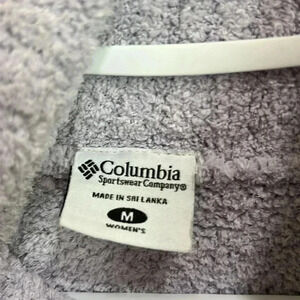 Columbia
Sportswear Company®
MADE IN SRI LANKA
M
WOMEN'S